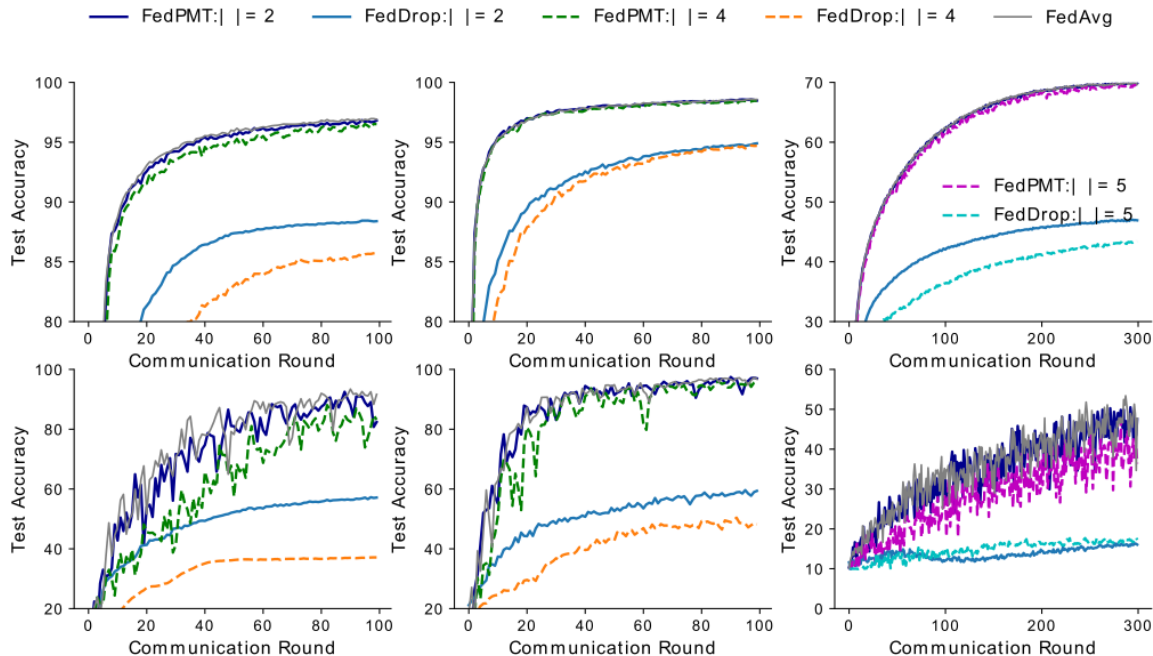 FedPMT:| | = 2 FedDrop:| | = 2 FedPMT:| | = 4 FedDrop:| | = 4 FedAvg
100
95
90
85
80
Test Accuracy
0 20 40 60 80 100
Communication Round
100
95
90
85
80
Test Accuracy
0 20 40 60 80 100
Communication Round
70
60
50
40
30
Test Accuracy
FedPMT:| | = 5
FedDrop:| | = 5
0 100 200 300
Communication Round
100
80
60
40
20
Test Accuracy
0 20 40 60 80 100
Communication Round
100
80
60
40
20
Test Accuracy
0 20 40 60 80 100
Communication Round
60
50
40
30
20
10
0
Test Accuracy
0 100 200 300
Communication Round